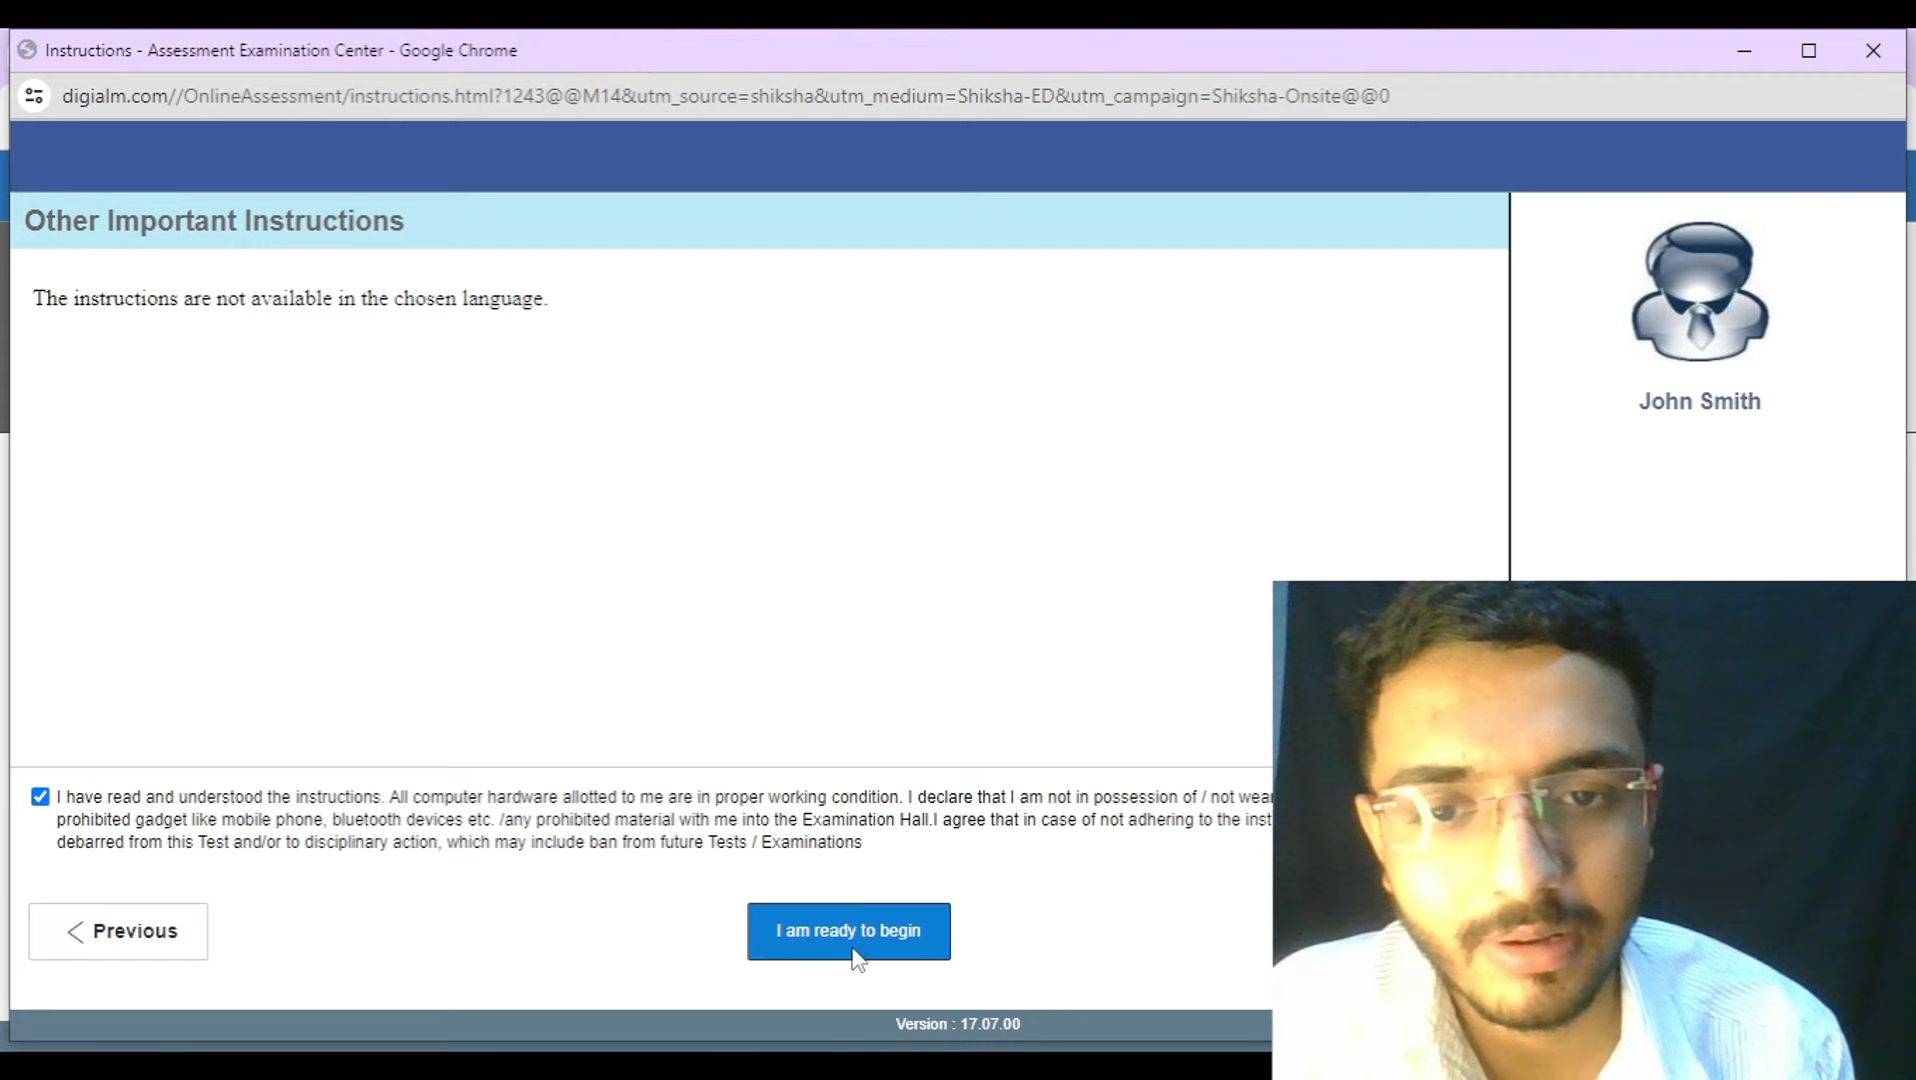 Instructions - Assessment Examination Center - Google Chrome
digialm.com//OnlineAssessment/instructions.html?1243@@M14&utm_source=shiksha&utm_medium=Shiksha-ED&utm_campaign=Shiksha-Onsite@@0
Other Important Instructions
The instructions are not available in the chosen language.
John Smith
I have read and understood the instructions. All computer hardware allotted to me are in proper working condition. I declare that I am not in possession of / not wear
prohibited gadget like mobile phone, bluetooth devices etc. /any prohibited material with me into the Examination Hall.I agree that in case of not adhering to the inst
debarred from this Test and/or to disciplinary action, which may include ban from future Tests / Examinations
Previous
I am ready to begin
Version : 17.07.00